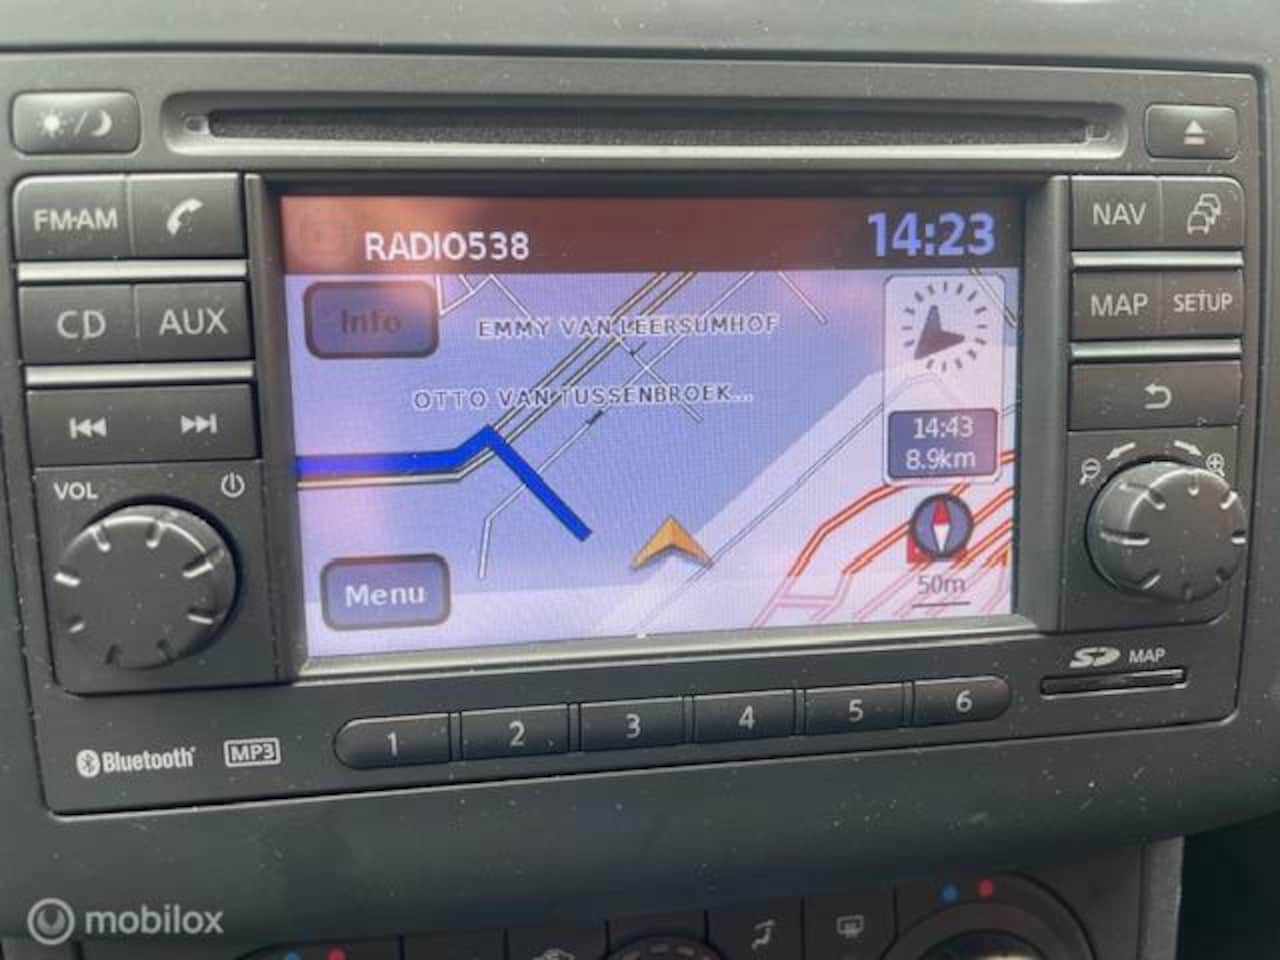 FM·AM
NAV
RADIO538
14:23
CD
AUX
MAP
SETUP
Info
EMMY VAN LEERSUMHOF
OTTO VAN TUSSENBROEK...
14:43
8.9km
VOL
Menu
50m
SD MAP
1 2 3 4 5 6
Bluetooth
MP3
mobilox